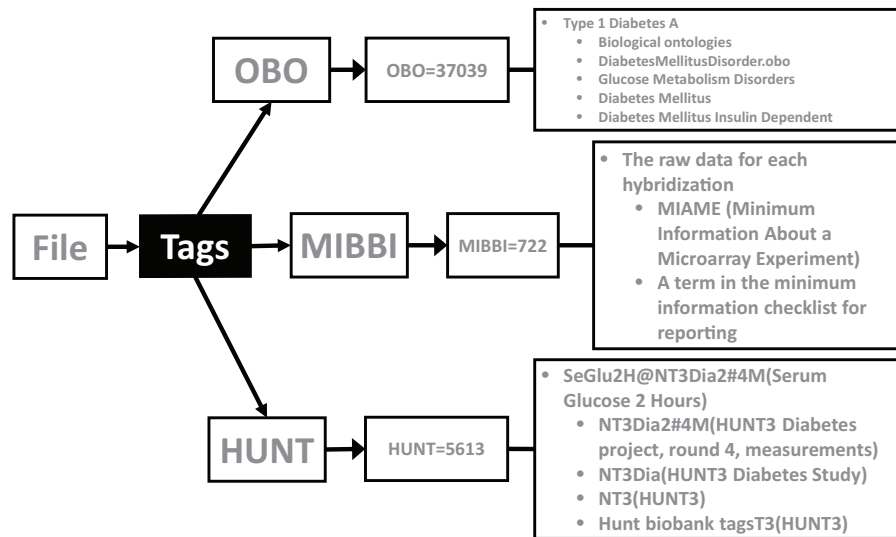 File
Tags
OBO
OBO=37039
• Type 1 Diabetes A
• Biological ontologies
• DiabetesMellitusDisorder.obo
• Glucose Metabolism Disorders
• Diabetes Mellitus
• Diabetes Mellitus Insulin Dependent
MIBBI
MIBBI=722
• The raw data for each
hybridization
• MIAME (Minimum
Information About a
Microarray Experiment)
• A term in the minimum
information checklist for
reporting
HUNT
HUNT=5613
• SeGlu2H@NT3Dia2#4M(Serum
Glucose 2 Hours)
• NT3Dia2#4M(HUNT3 Diabetes
project, round 4, measurements)
• NT3Dia(HUNT3 Diabetes Study)
• NT3(HUNT3)
• Hunt biobank tagsT3(HUNT3)